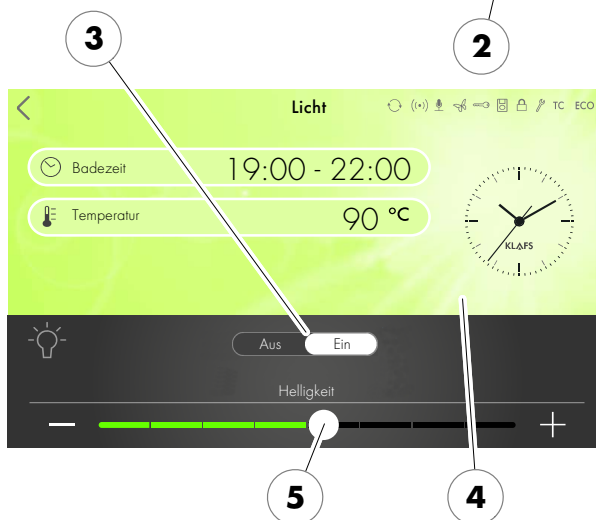 3
2
Licht
TC ECO
Badezeit 19:00 - 22:00
Temperatur 90 °C
KLAFS
Aus Ein
Helligkeit
5
4